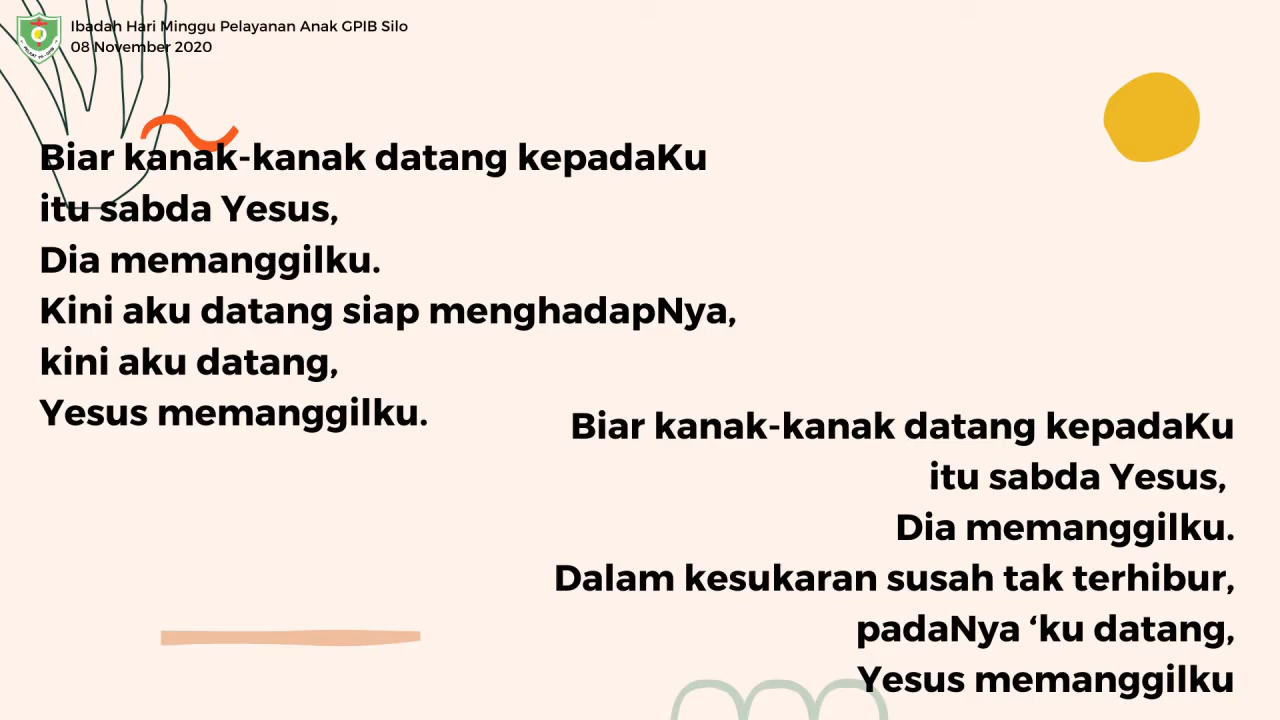 Ibadah Hari Minggu Pelayanan Anak GPIB Silo
08 November 2020
Biar kanak-kanak datang kepadaKu
itu sabda Yesus,
Dia memanggilku.
Kini aku datang siap menghadapNya,
kini aku datang,
Yesus memanggilku.
Biar kanak-kanak datang kepadaKu
itu sabda Yesus,
Dia memanggilku.
Dalam kesukaran susah tak terhibur,
padaNya ‘ku datang,
Yesus memanggilku